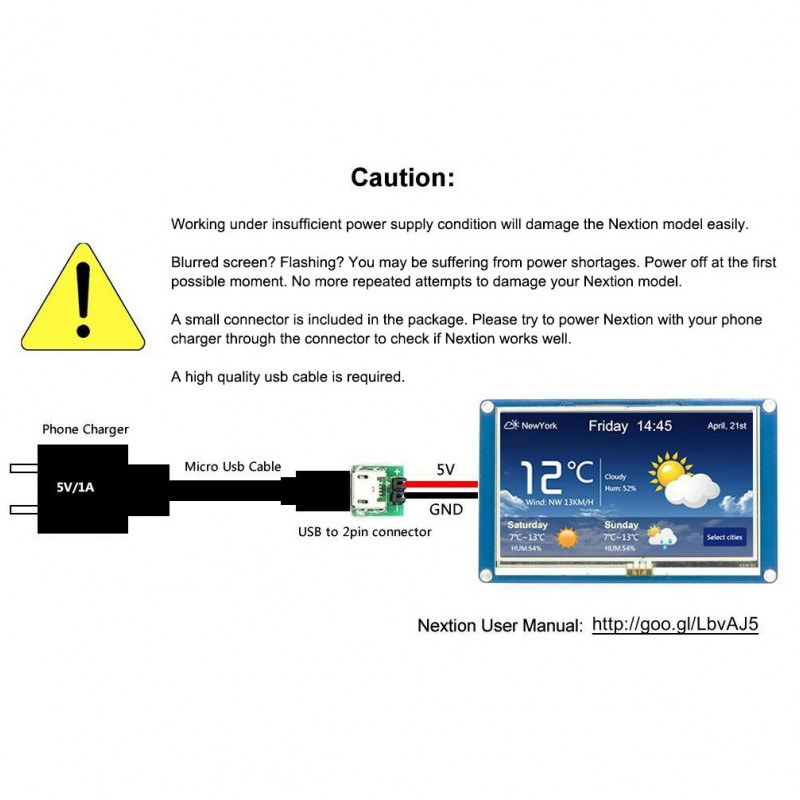 Caution:
Working under insufficient power supply condition will damage the Nextion model easily.
Blurred screen? Flashing? You may be suffering from power shortages. Power off at the first
possible moment. No more repeated attempts to damage your Nextion model.
A small connector is included in the package. Please try to power Nextion with your phone
charger through the connector to check if Nextion works well.
A high quality usb cable is required.
Phone Charger
5V/1A
Micro Usb Cable
USB to 2pin connector
+
-
5V
GND
NewYork
Friday 14:45
April, 21st
12°C
Cloudy
Hum: 52%
Wind: NW 13KM/H
Saturday
7°C~13°C
HUM.54%
Sunday
7°C~13°C
HUM.54%
Select cities
Nextion User Manual: http://goo.gl/LbvAJ5